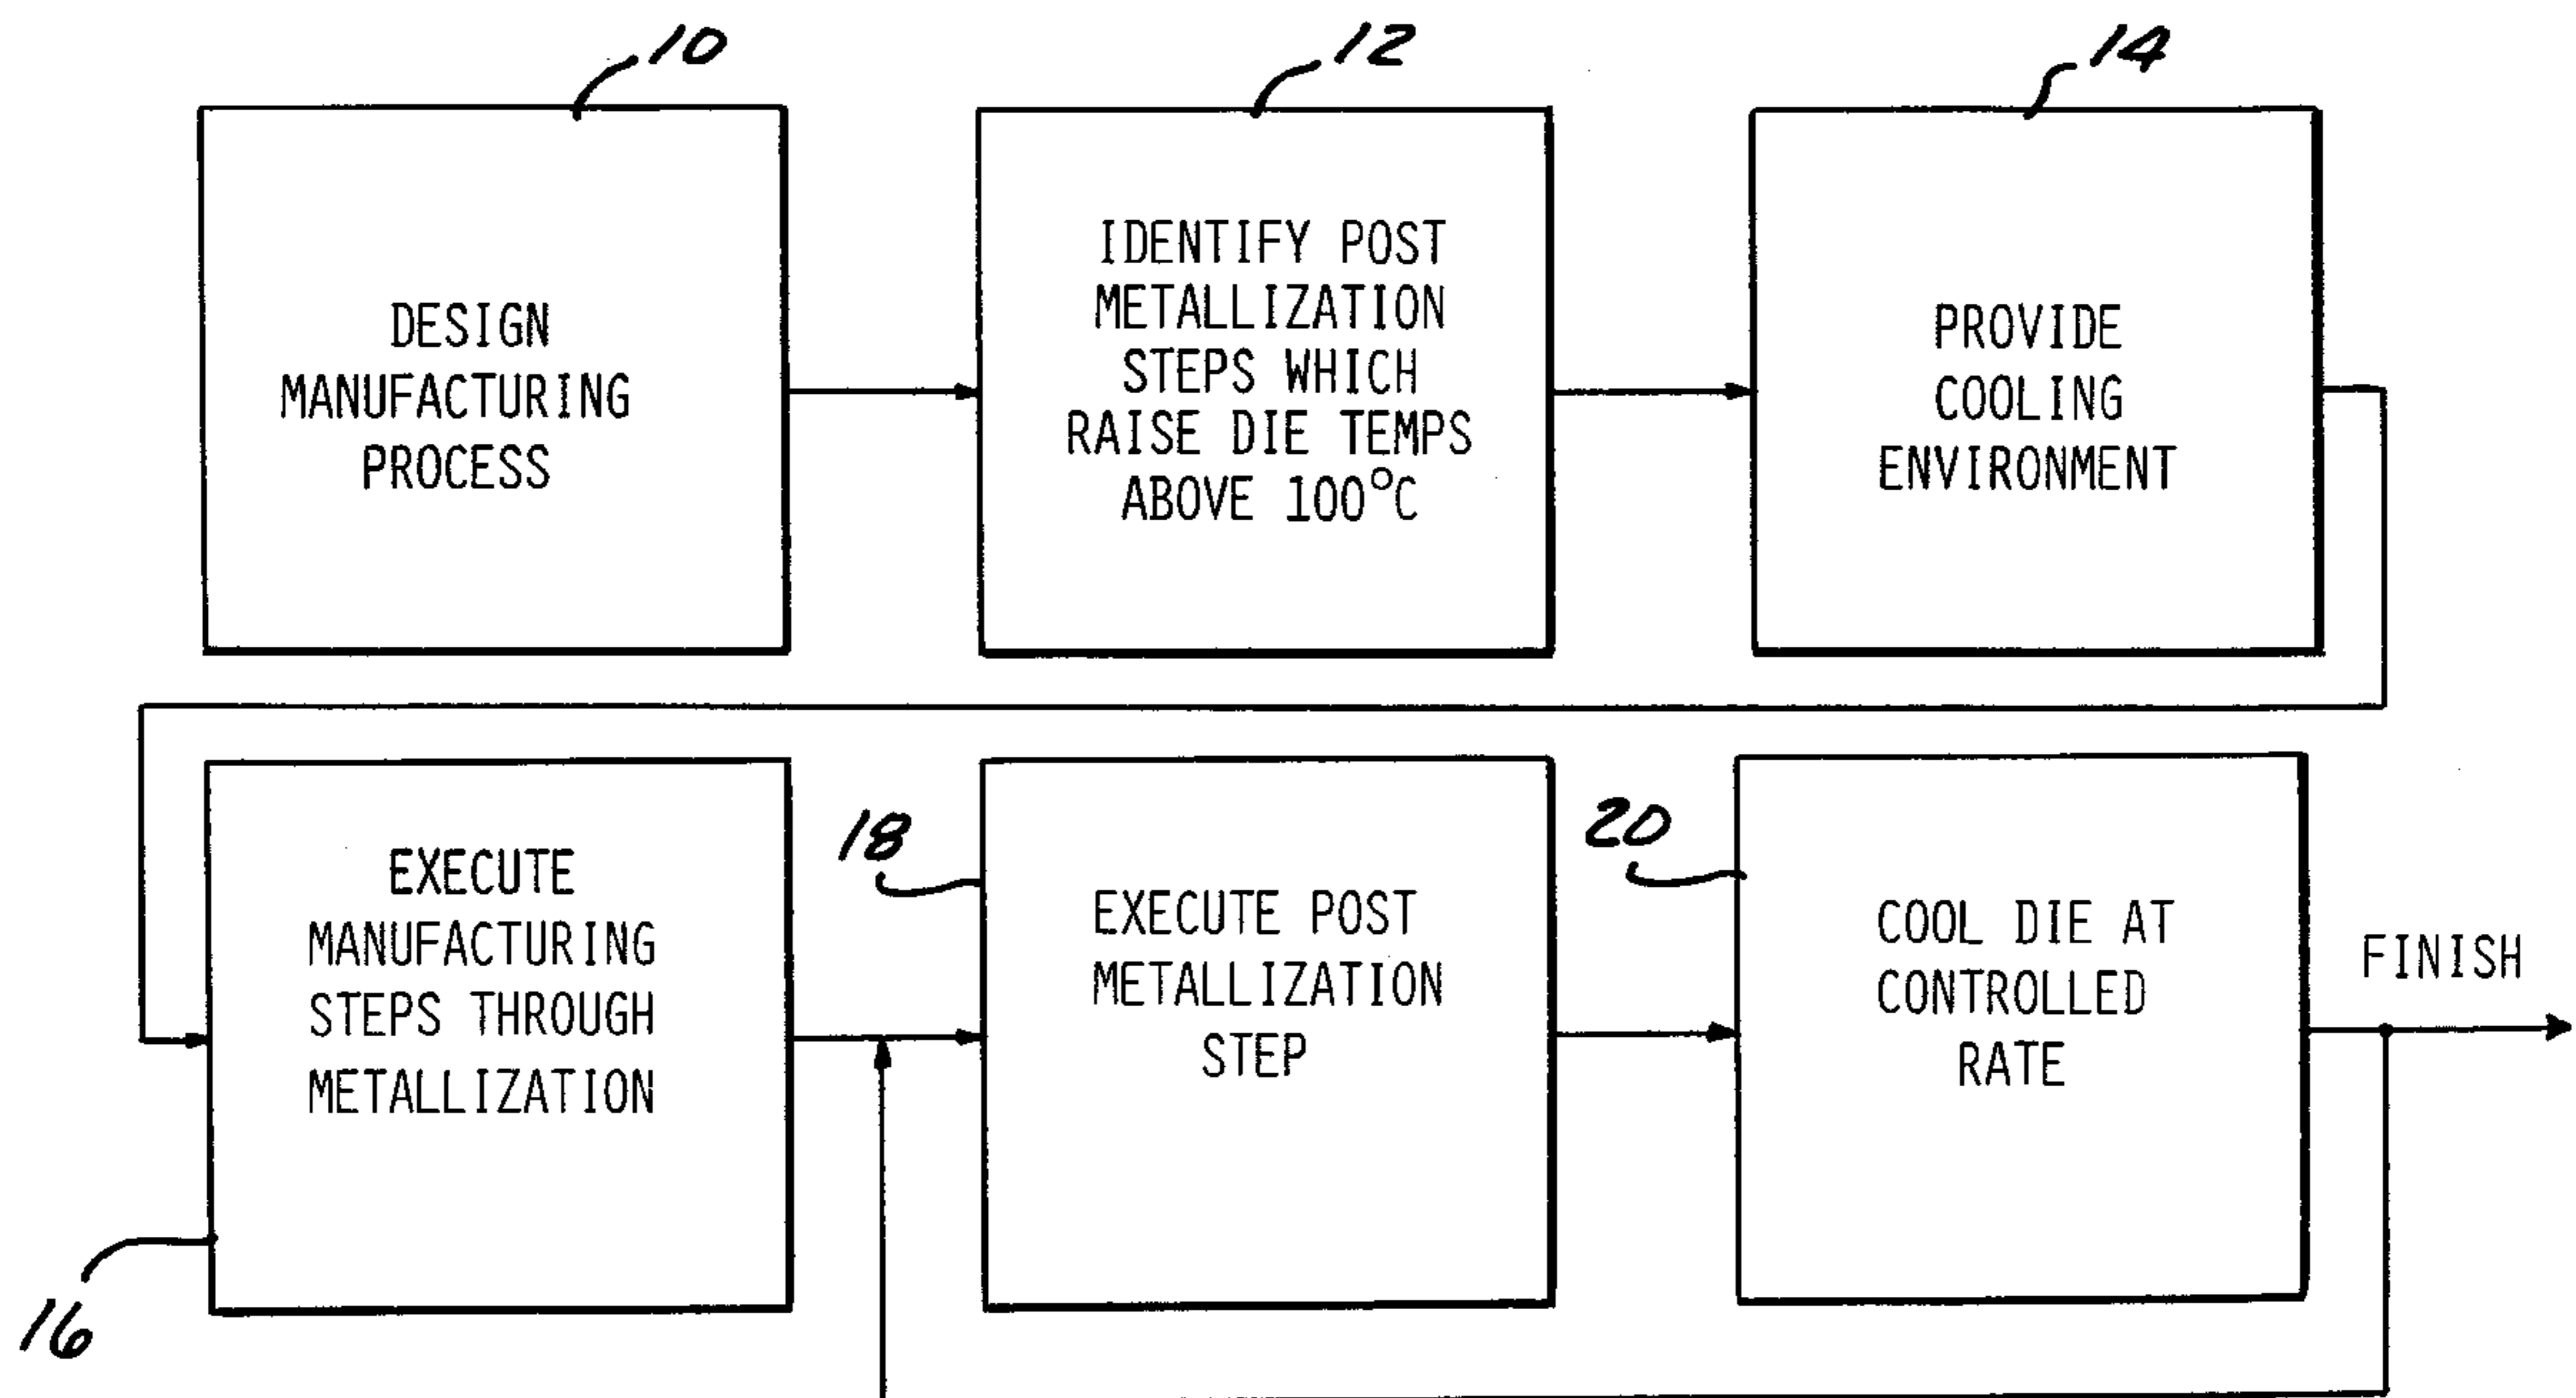 10
12
14
DESIGN
MANUFACTURING
PROCESS
IDENTIFY POST
METALLIZATION
STEPS WHICH
RAISE DIE TEMPS
ABOVE 100°C
PROVIDE
COOLING
ENVIRONMENT
EXECUTE
MANUFACTURING
STEPS THROUGH
METALLIZATION
16
18
EXECUTE POST
METALLIZATION
STEP
20
COOL DIE AT
CONTROLLED
RATE
FINISH